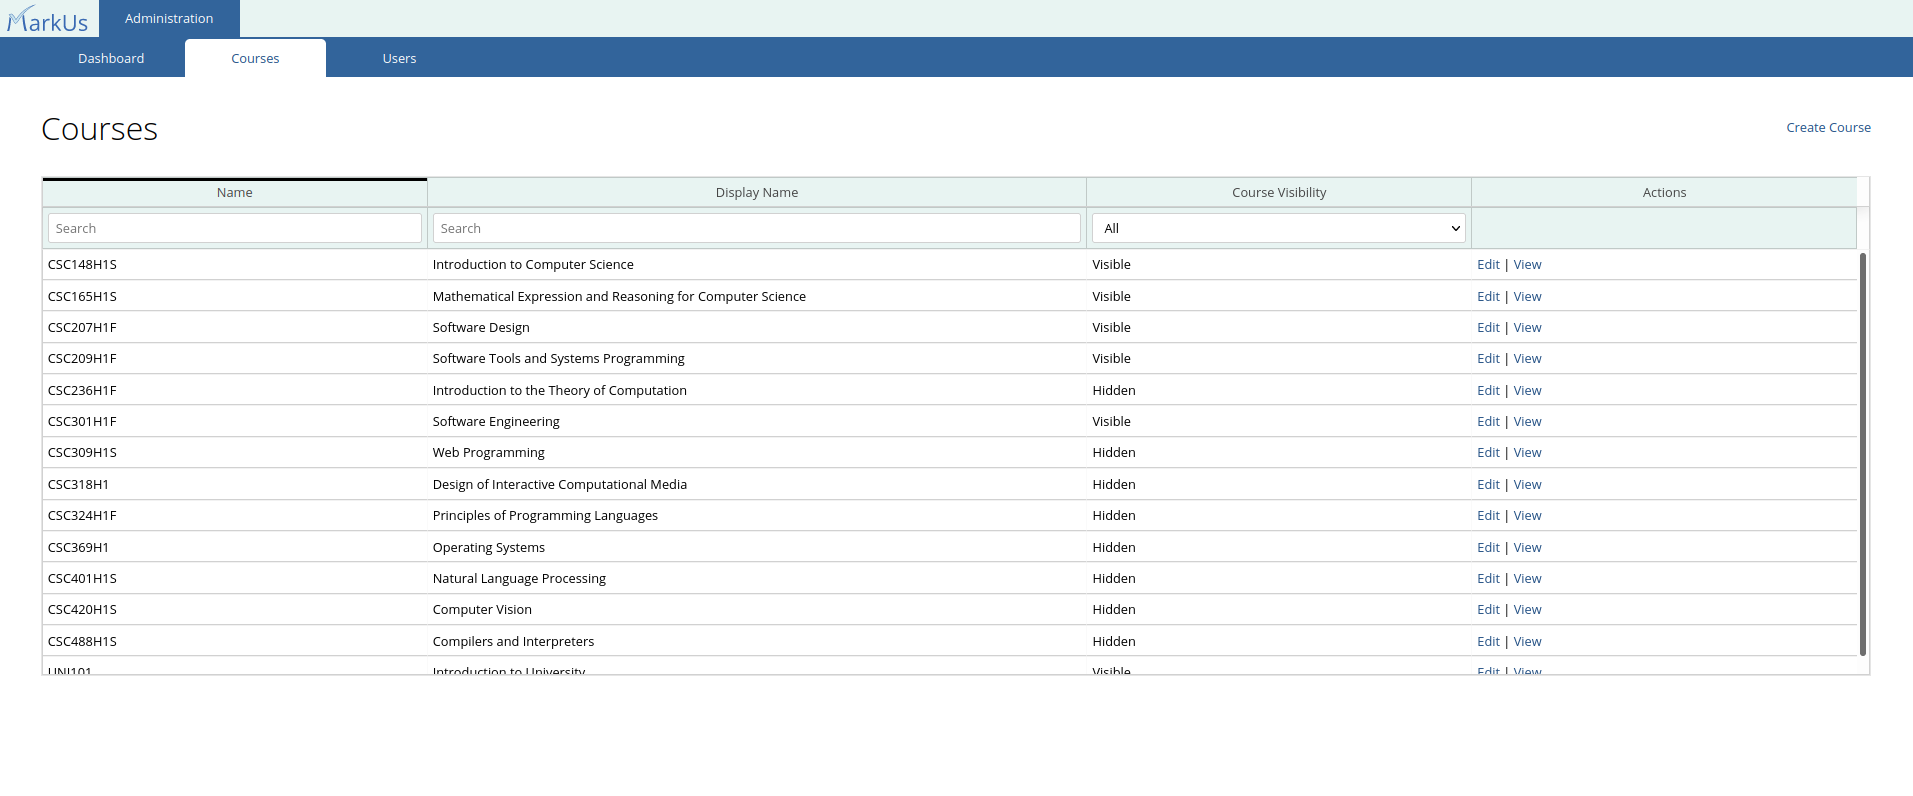 MarkUs Administration
Dashboard Courses Users
Courses Create Course
Name Display Name Course Visibility Actions
Search Search All
CSC148H1S Introduction to Computer Science Visible Edit | View
CSC165H1S Mathematical Expression and Reasoning for Computer Science Visible Edit | View
CSC207H1F Software Design Visible Edit | View
CSC209H1F Software Tools and Systems Programming Visible Edit | View
CSC236H1F Introduction to the Theory of Computation Hidden Edit | View
CSC301H1F Software Engineering Visible Edit | View
CSC309H1S Web Programming Hidden Edit | View
CSC318H1 Design of Interactive Computational Media Hidden Edit | View
CSC324H1F Principles of Programming Languages Hidden Edit | View
CSC369H1 Operating Systems Hidden Edit | View
CSC401H1S Natural Language Processing Hidden Edit | View
CSC420H1S Computer Vision Hidden Edit | View
CSC488H1S Compilers and Interpreters Hidden Edit | View
UNI101 Introduction to University Visible Edit | View